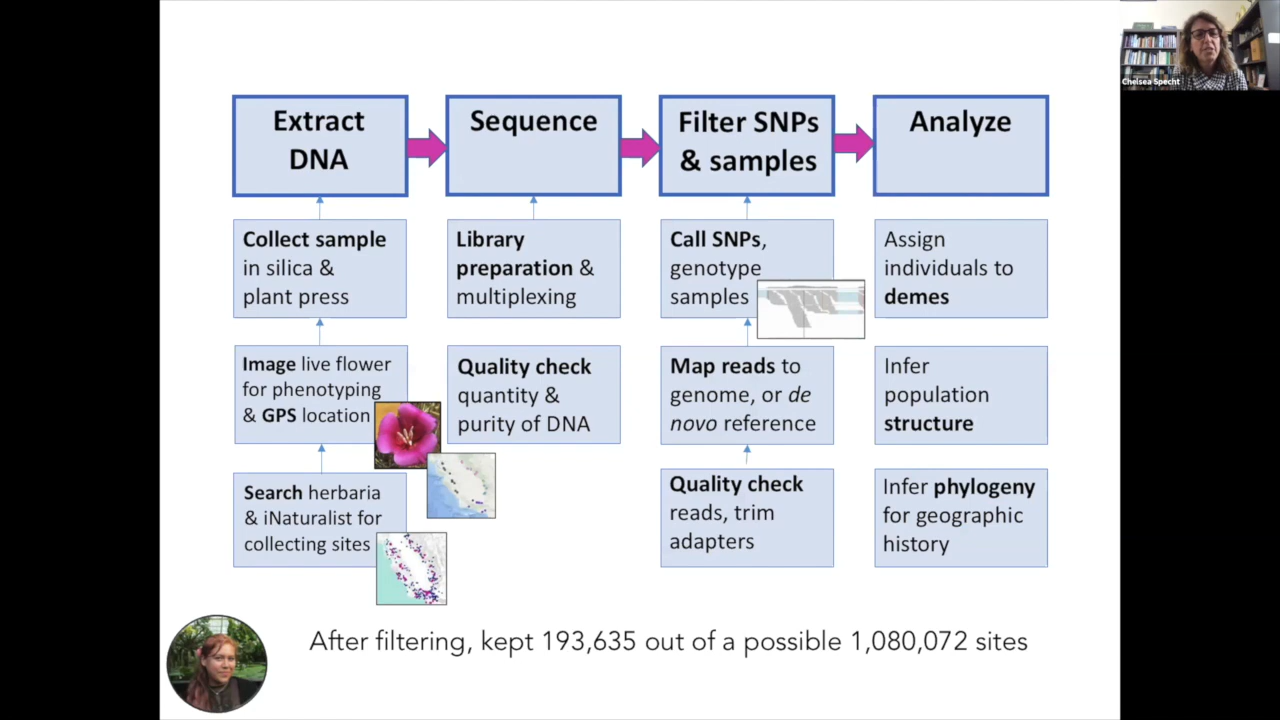 Extract
DNA
Sequence
Filter SNPs
& samples
Analyze
Collect sample
in silica &
plant press
Library
preparation &
multiplexing
Call SNPs,
genotype
samples
Assign
individuals to
demes
Image live flower
for phenotyping
& GPS location
Quality check
quantity &
purity of DNA
Map reads to
genome, or de
novo reference
Infer
population
structure
Search herbaria
& iNaturalist for
collecting sites
Quality check
reads, trim
adapters
Infer phylogeny
for geographic
history
After filtering, kept 193,635 out of a possible 1,080,072 sites
Chelsea Specht